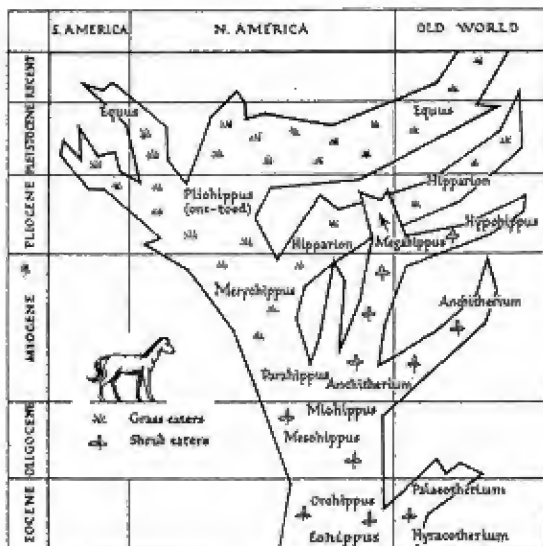 S. AMERICA
N. AMERICA
OLD WORLD
RECENT
PLEISTOCENE
PLIOCENE
MIOCENE
OLIGOCENE
EOCENE
Equus
Equus
Pliohippus
(one-toed)
Hipparion
Hypohippus
Hipparion
Megahippus
Merychippus
Anchitherium
Parahippus
Anchitherium
Miohippus
Mesohippus
Grass eaters
Shrub eaters
Orohippus
Palaeotherium
Eohippus
Hyracotherium